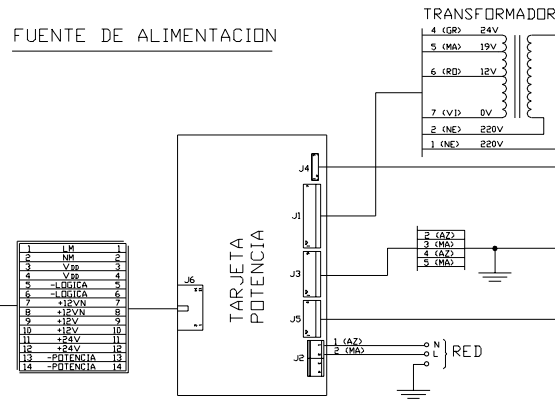 FUENTE DE ALIMENTACION
TRANSFORMADOR
4 (GR) 24V
5 (MA) 19V
6 (RO) 12V
7 (VI) 0V
2 (NE) 220V
1 (NE) 220V
J4
J1
TARJETA
POTENCIA
2 (AZ)
3 (MA)
4 (AZ)
5 (MA)
1 LM 1
2 NM 2
3 VDD 3
4 VDD 4
5 -LOGICA 5
6 -LOGICA 6
7 +12VN 7
8 +12VN 8
9 +12V 9
10 +12V 10
11 +24V 11
12 +24V 12
13 -POTENCIA 13
14 -POTENCIA 14
J6
J3
J5
J2
1 (AZ)
2 (MA)
N
L
RED